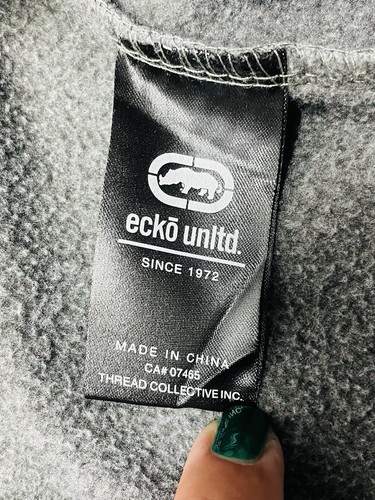 eckō unltd.
SINCE 1972
MADE IN CHINA
CA# 07465
THREAD COLLECTIVE INC.